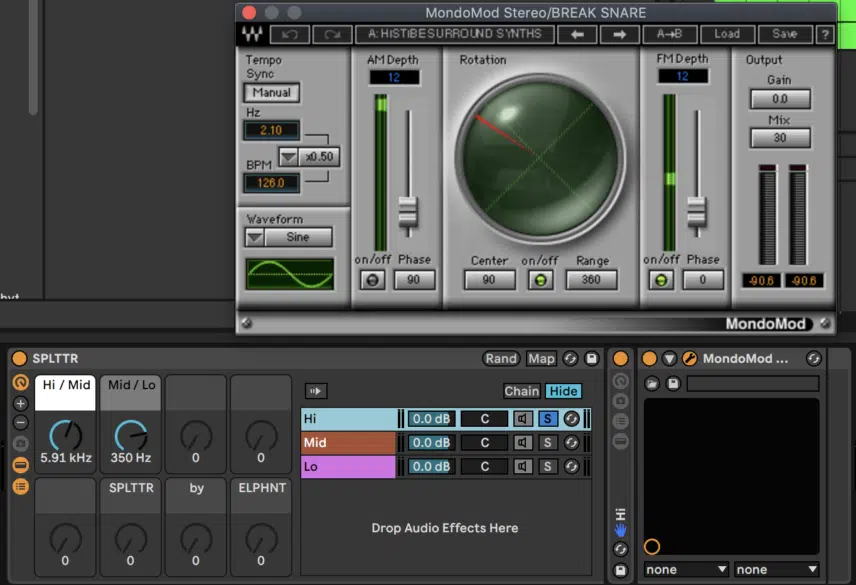 MondoMod Stereo/BREAK SNARE
A: HISTIBESURROUND SYNTHS
A→B
Load
Save
?
Tempo
Sync
Manual
Hz
2.10
x0.50
BPM
126.0
Waveform
Sine
AM Depth
12
on/off Phase
90
Rotation
Center on/off Range
90 360
FM Depth
12
on/off Phase
0
Output
Gain
0.0
Mix
30
-90.6 -90.6
MondoMod
SPLTTR
Rand Map
Hi / Mid Mid / Lo
5.91 kHz 350 Hz 0 0
SPLTTR by ELPHNT
0 0 0 0
Chain Hide
Hi 0.0 dB C S
Mid 0.0 dB C S
Lo 0.0 dB C S
Drop Audio Effects Here
Hi
MondoMod ...
none none